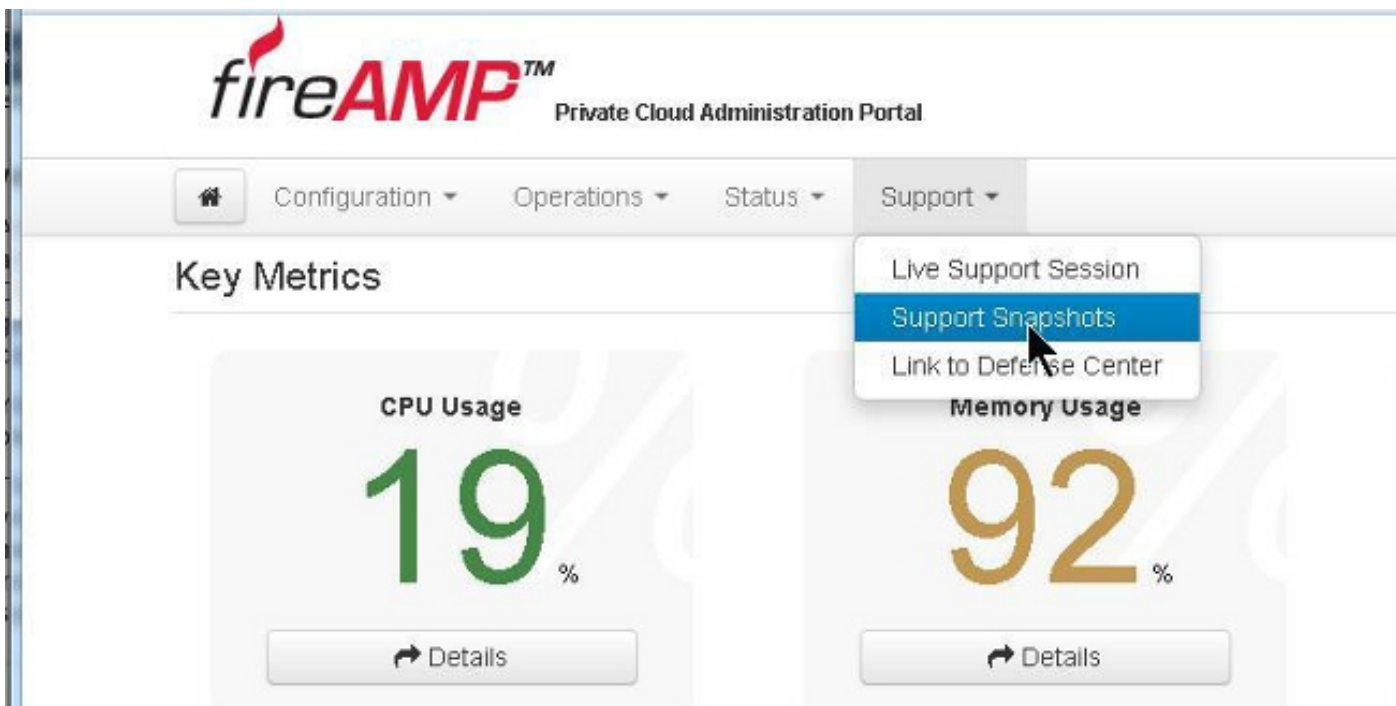 fireAMP™
Private Cloud Administration Portal
Configuration Operations Status Support
Key Metrics
Live Support Session
Support Snapshots
Link to Defense Center
CPU Usage
19 %
Details
Memory Usage
92 %
Details